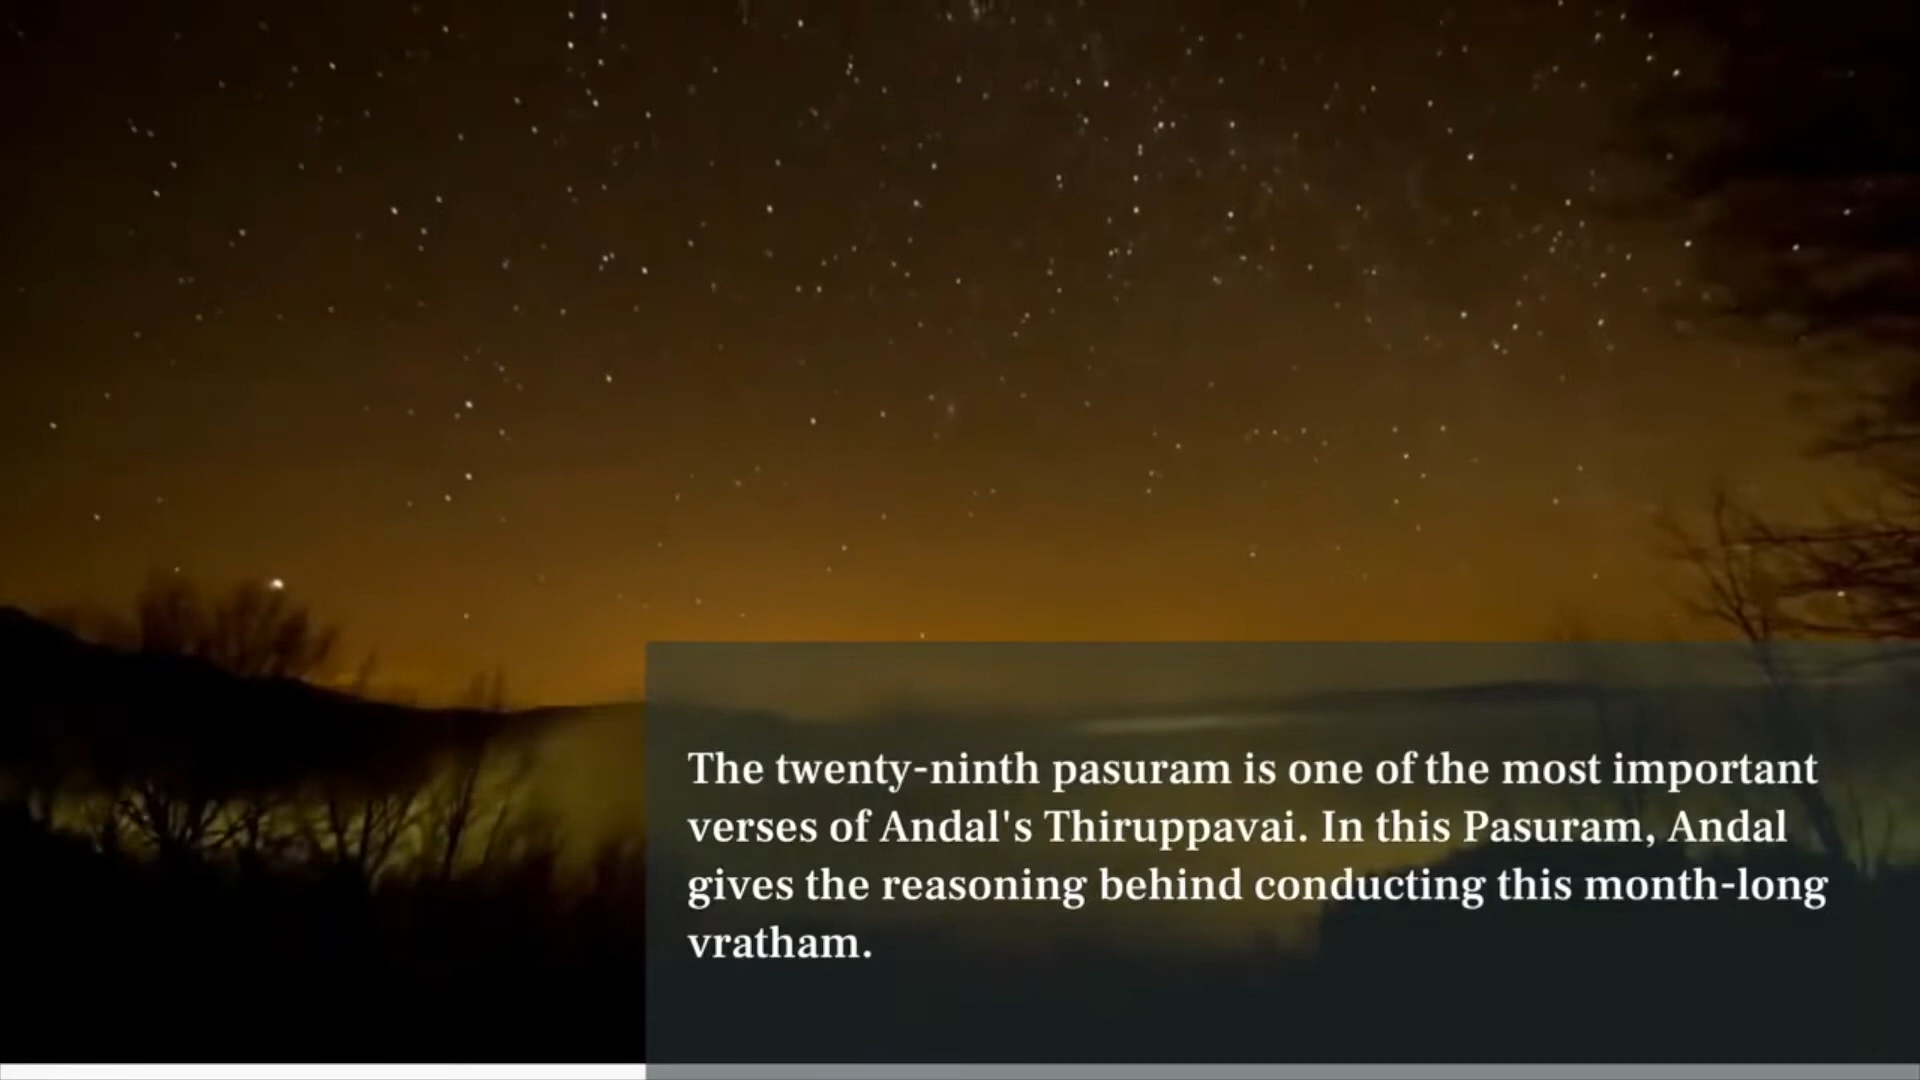 The twenty-ninth pasuram is one of the most important
verses of Andal's Thiruppavai. In this Pasuram, Andal
gives the reasoning behind conducting this month-long
vratham.